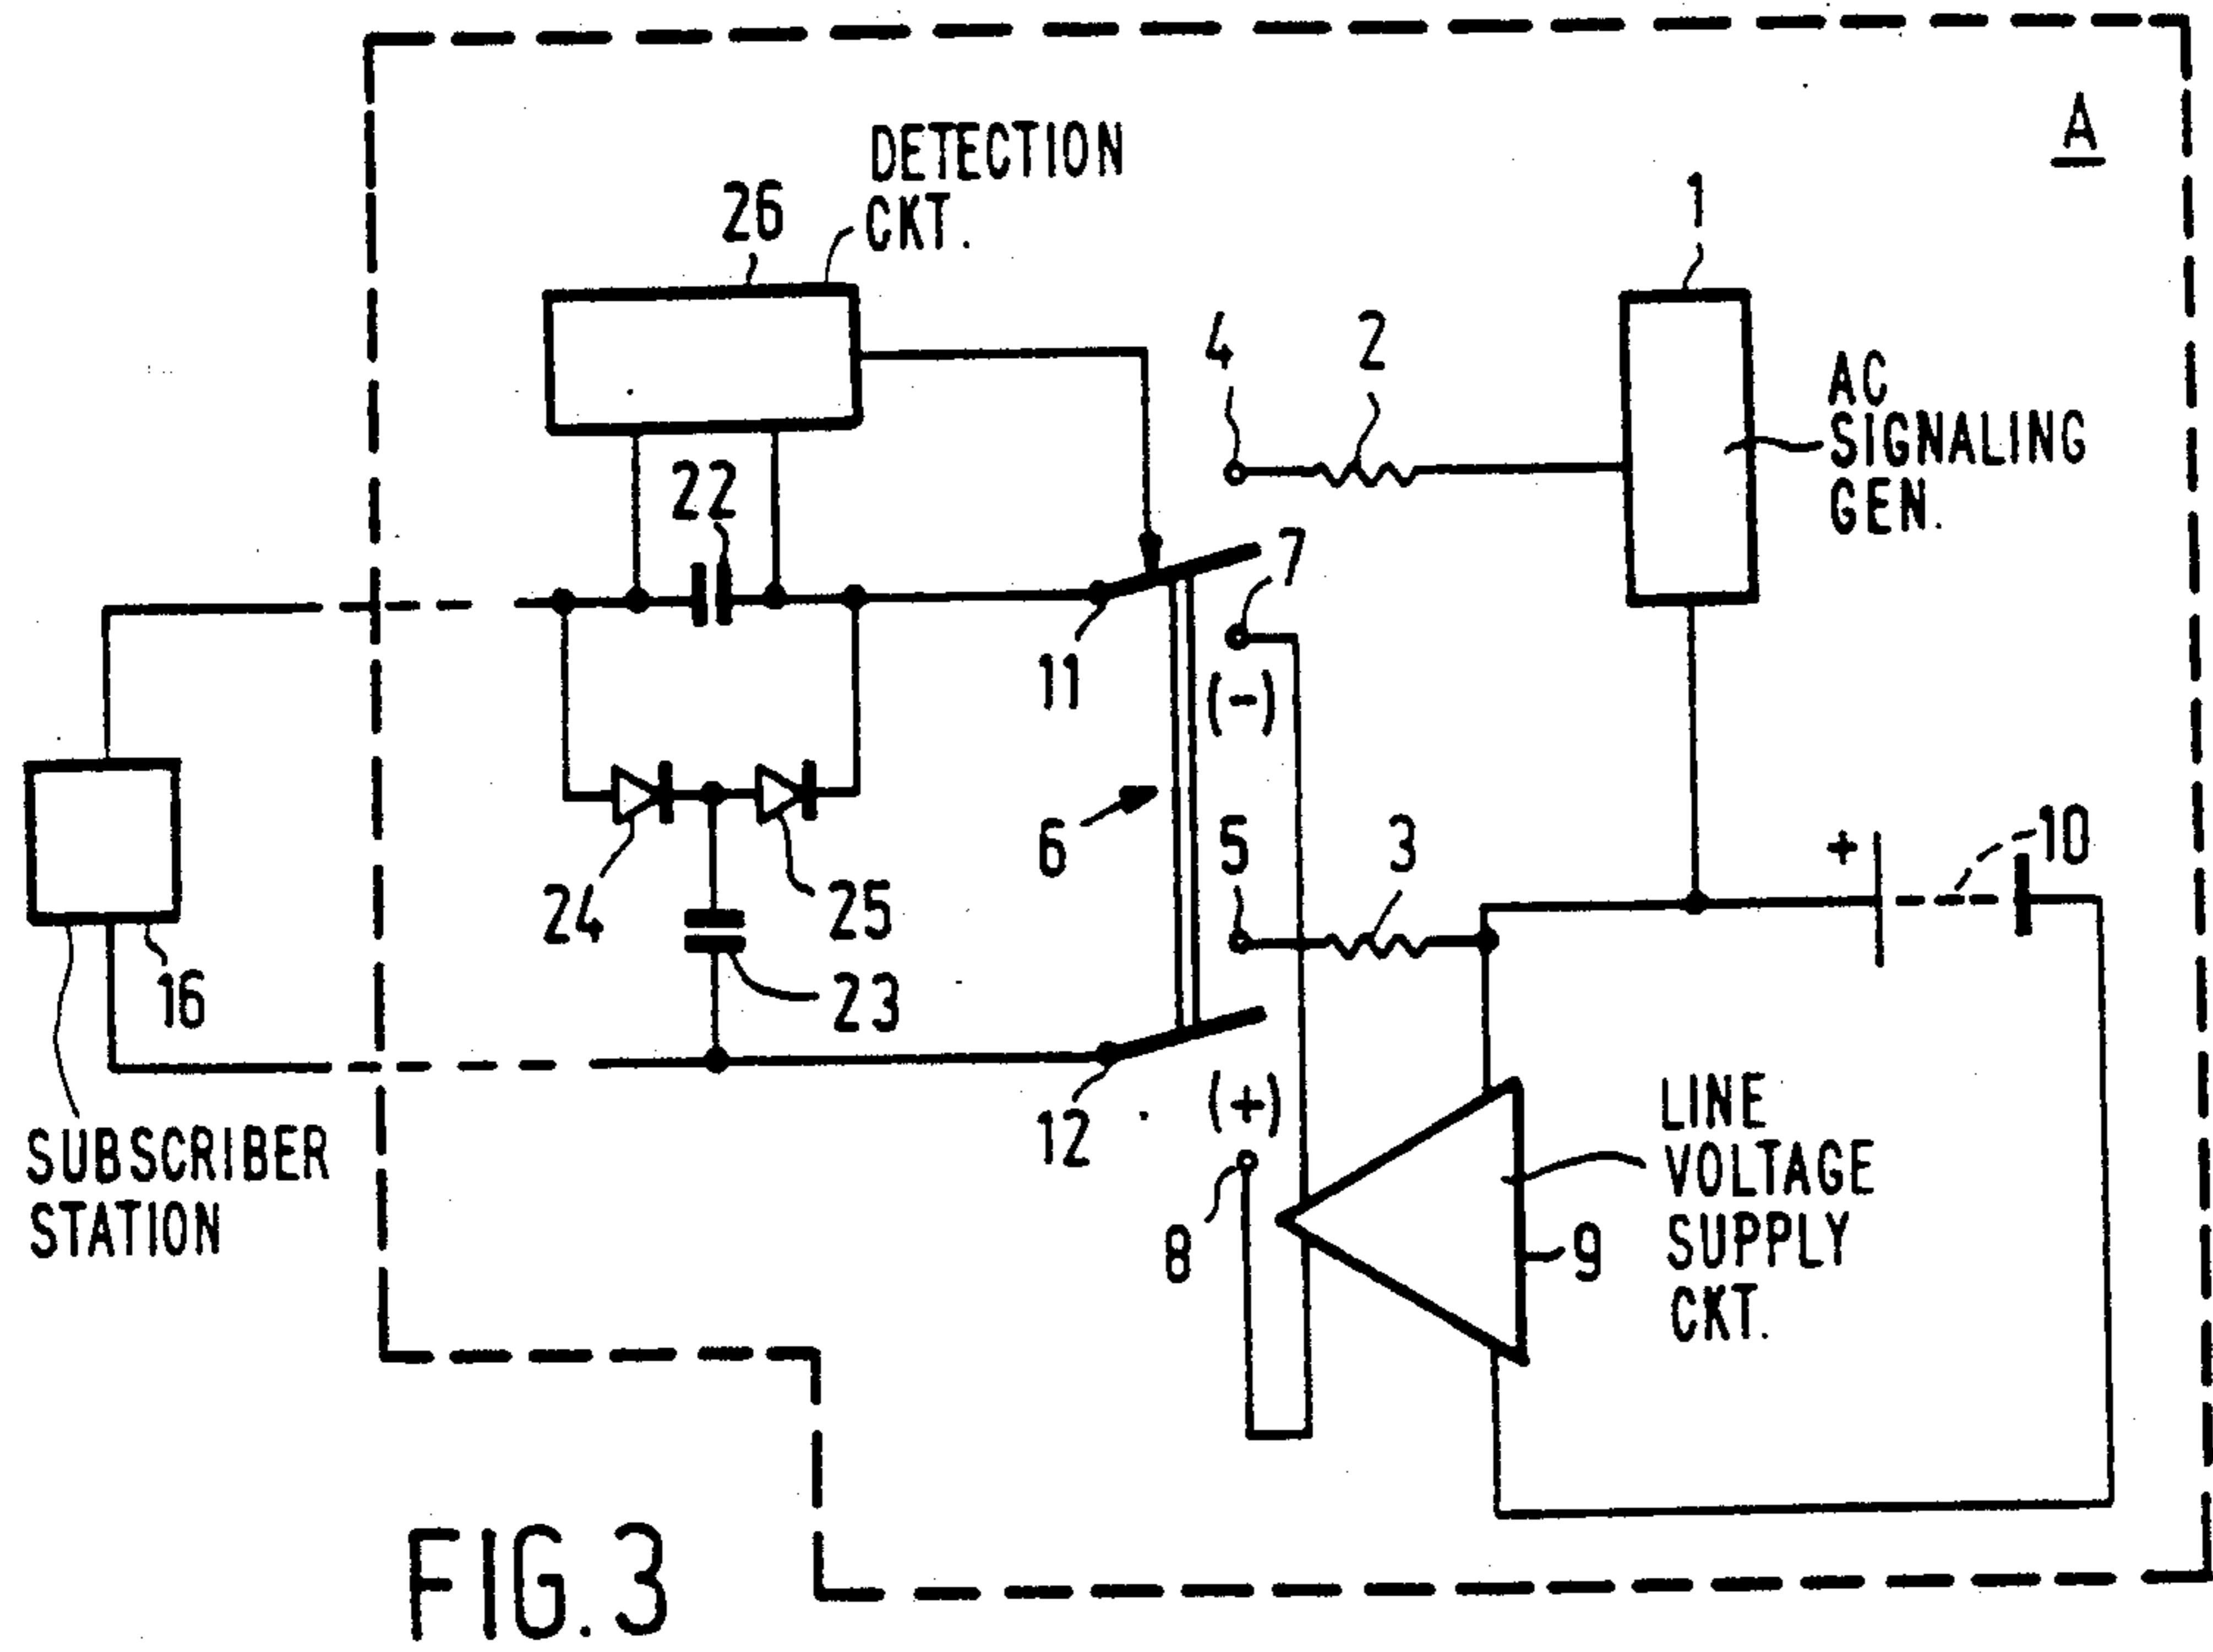 A
DETECTION
CKT.
26
1
4
2
AC
SIGNALING
GEN.
22
7
11
(-)
6
5
3
+
10
24
25
23
16
12
(+)
8
9
LINE
VOLTAGE
SUPPLY
CKT.
SUBSCRIBER
STATION
FIG.3